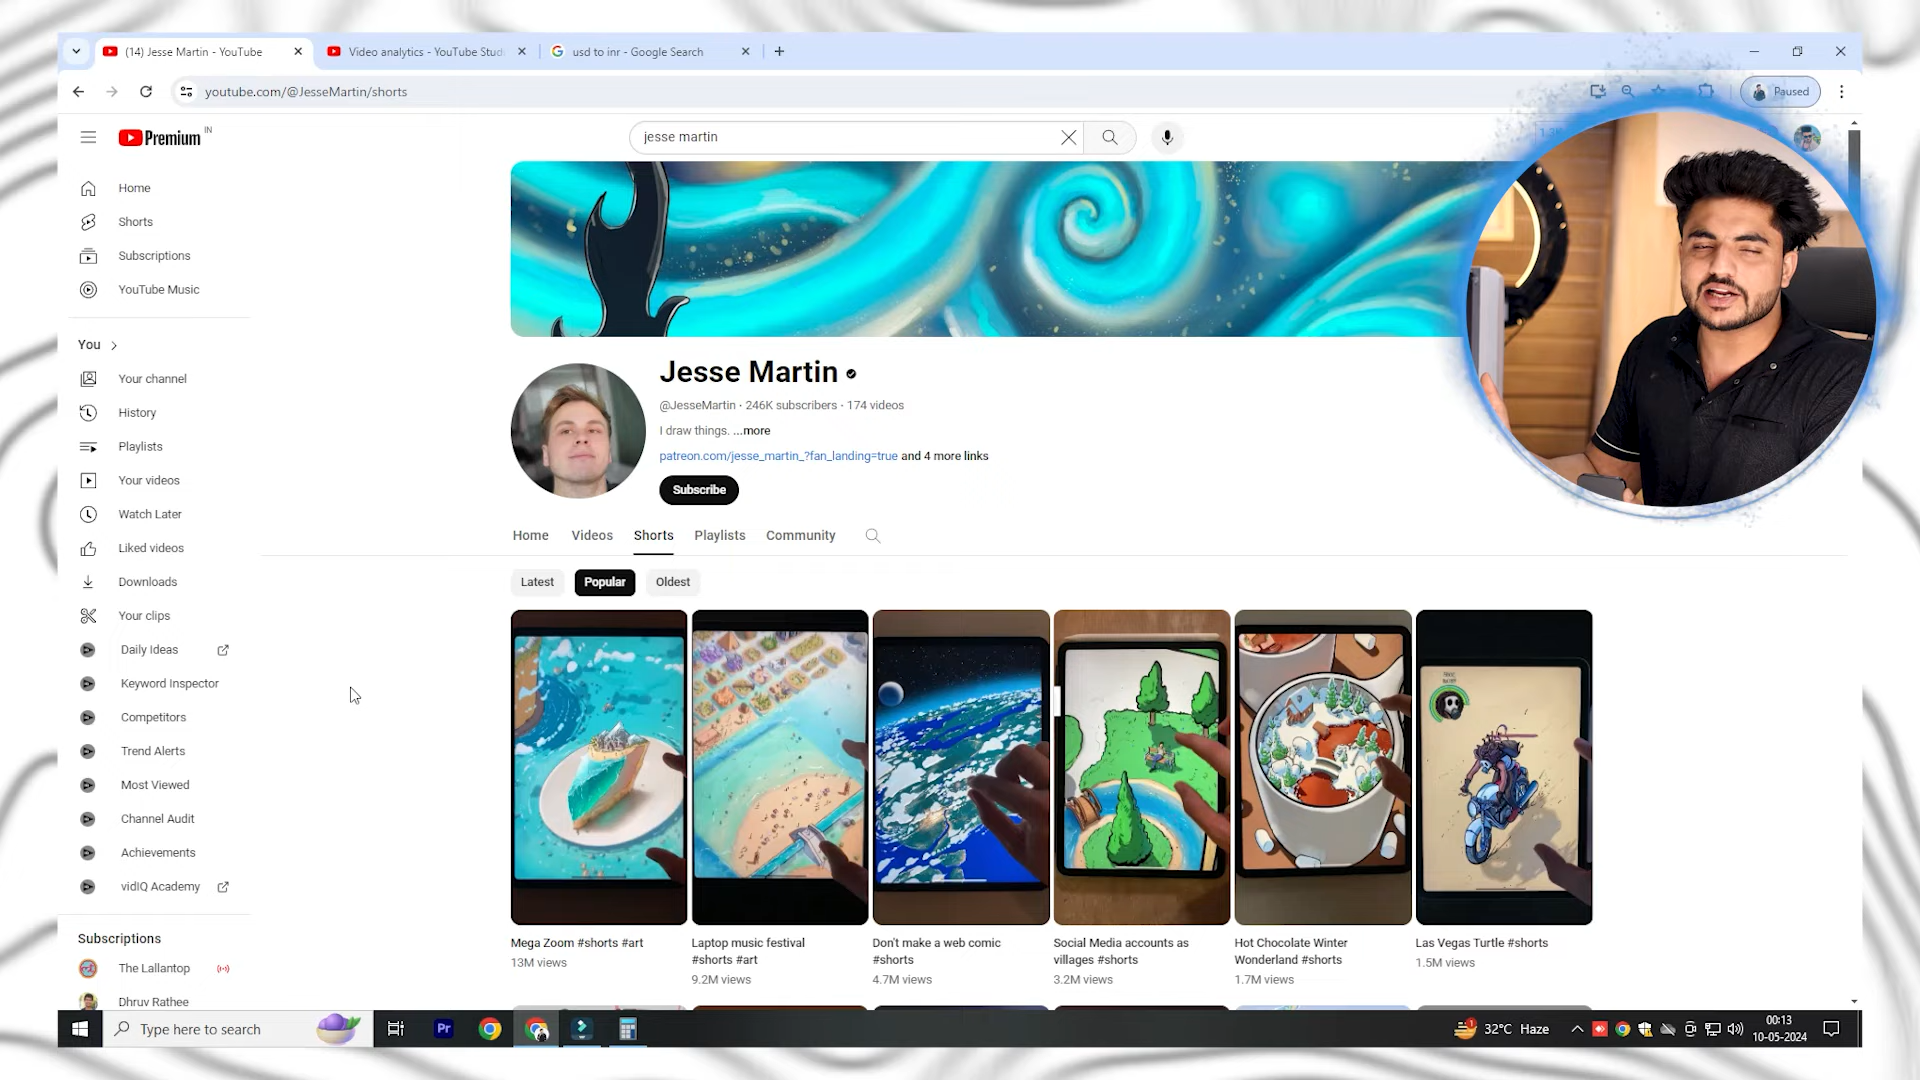 (14) Jesse Martin - YouTube
Video analytics - YouTube Stud
usd to inr - Google Search
youtube.com/@JesseMartin/shorts
Paused
Premium IN
jesse martin
Home
Shorts
Subscriptions
YouTube Music
You
Your channel
History
Playlists
Your videos
Watch Later
Liked videos
Downloads
Your clips
Daily Ideas
Keyword Inspector
Competitors
Trend Alerts
Most Viewed
Channel Audit
Achievements
vidIQ Academy
Subscriptions
The Lallantop
Dhruv Rathee
Jesse Martin
@JesseMartin · 246K subscribers · 174 videos
I draw things. ...more
patreon.com/jesse_martin_?fan_landing=true and 4 more links
Subscribe
Home Videos Shorts Playlists Community
Latest Popular Oldest
Mega Zoom #shorts #art
13M views
Laptop music festival
#shorts #art
9.2M views
Don't make a web comic
#shorts
4.7M views
Social Media accounts as
villages #shorts
3.2M views
Hot Chocolate Winter
Wonderland #shorts
1.7M views
Las Vegas Turtle #shorts
1.5M views
Type here to search
Pr
32°C Haze
00:13
10-05-2024